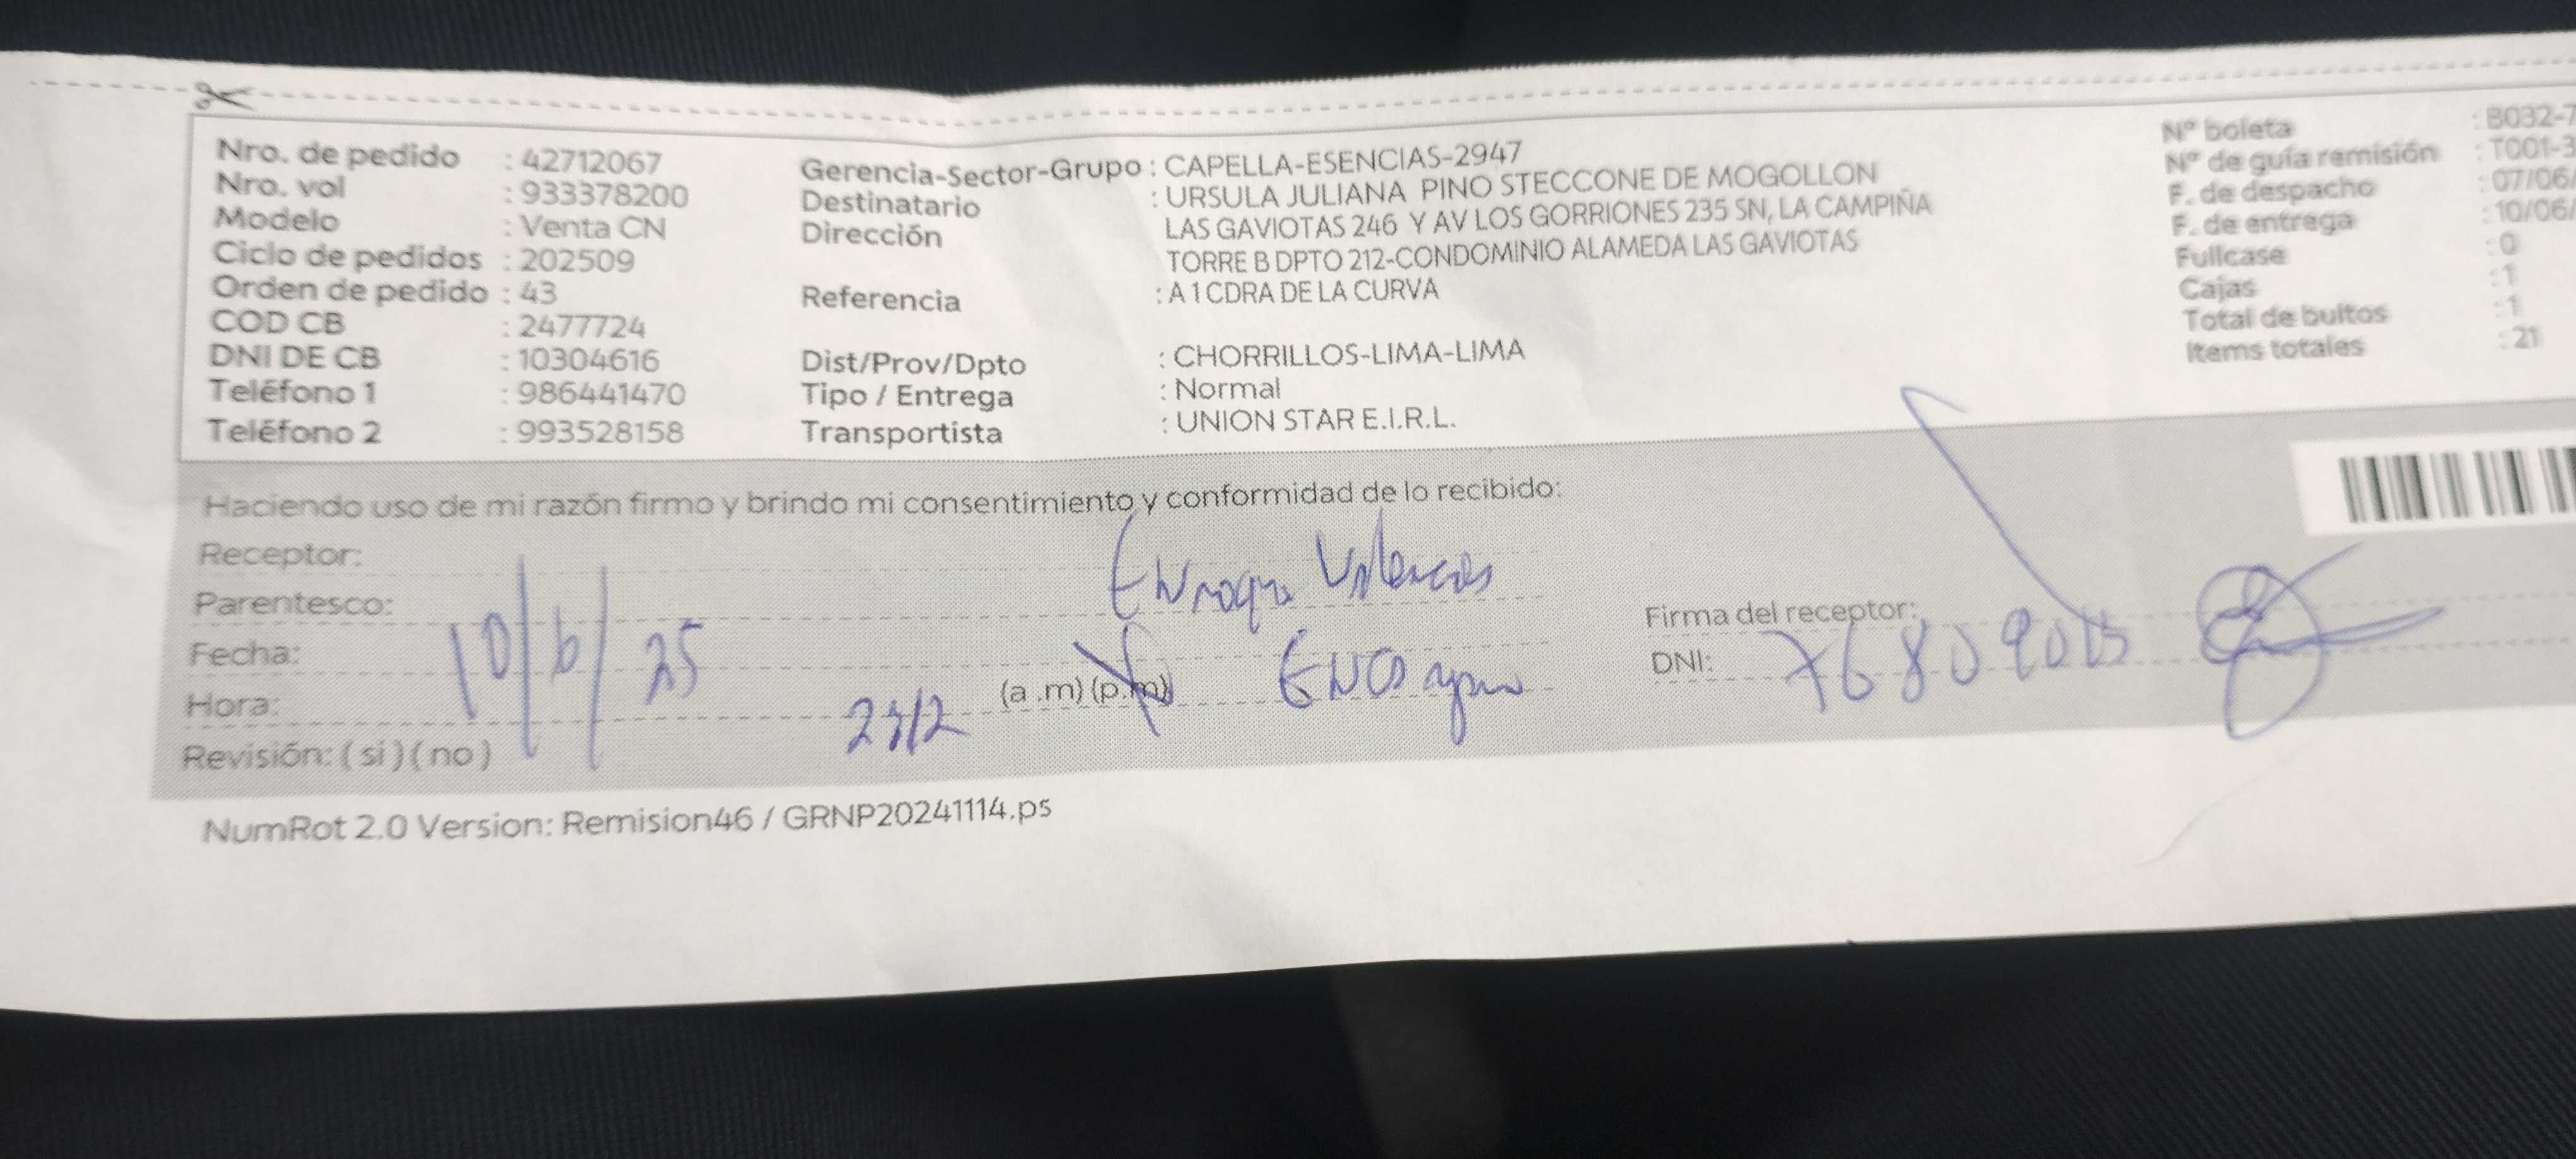 Nro. de pedido : 42712067
Nro. vol : 933378200
Modelo : Venta CN
Ciclo de pedidos : 202509
Orden de pedido : 43
COD CB : 2477724
DNI DE CB : 10304616
Teléfono 1 : 986441470
Teléfono 2 : 993528158
Gerencia-Sector-Grupo : CAPELLA-ESENCIAS-2947
Destinatario : URSULA JULIANA PINO STECCONE DE MOGOLLON
Dirección LAS GAVIOTAS 246 Y AV LOS GORRIONES 235 SN, LA CAMPIÑA
TORRE B DPTO 212-CONDOMINIO ALAMEDA LAS GAVIOTAS
Referencia : A 1 CDRA DE LA CURVA
Dist/Prov/Dpto : CHORRILLOS-LIMA-LIMA
Tipo / Entrega : Normal
Transportista : UNION STAR E.I.R.L.
N° boleta : B032-7
N° de guía remisión : T001-3
F. de despacho : 07/06/
F. de entrega : 10/06/
Fullcase : 0
Cajas : 1
Total de bultos : 1
Items totales : 21
Haciendo uso de mi razón firmo y brindo mi consentimiento y conformidad de lo recibido:
Receptor:
Parentesco:
Fecha: 10/6/25
Hora: (a .m) (p.m)
Revisión: ( si ) ( no )
Firma del receptor:
DNI:
NumRot 2.0 Version: Remision46 / GRNP20241114.ps